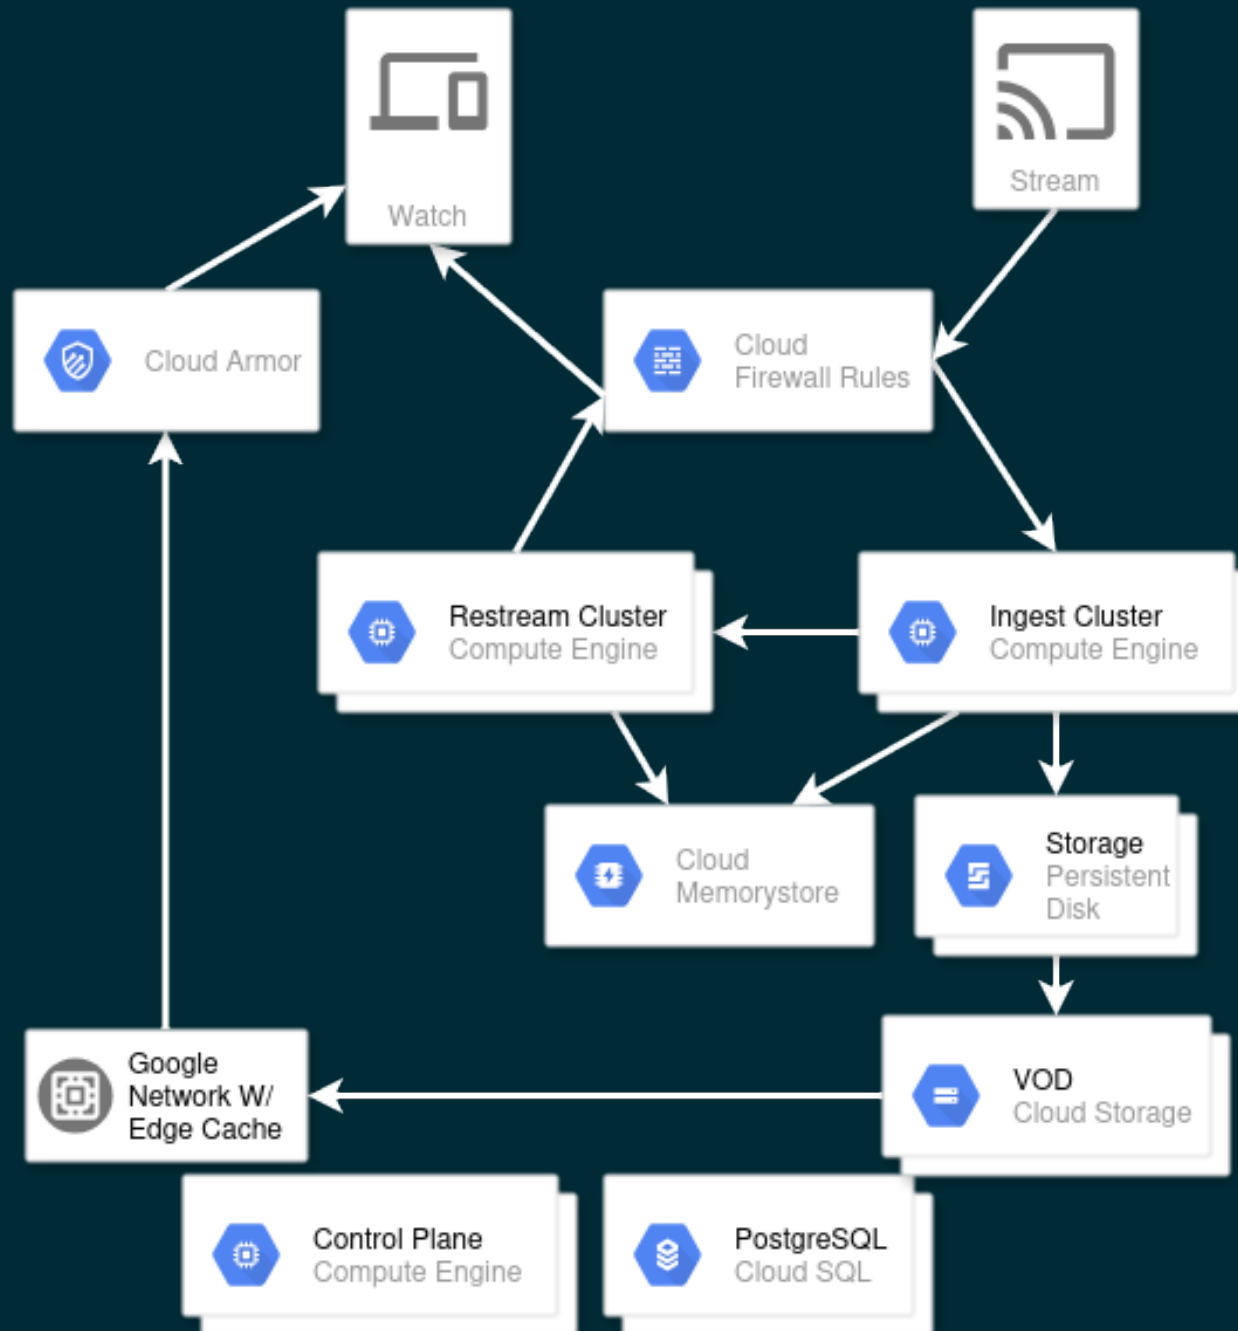 Watch
Stream
Cloud Armor
Cloud
Firewall Rules
Restream Cluster
Compute Engine
Ingest Cluster
Compute Engine
Cloud
Memorystore
Storage
Persistent
Disk
Google
Network W/
Edge Cache
VOD
Cloud Storage
Control Plane
Compute Engine
PostgreSQL
Cloud SQL